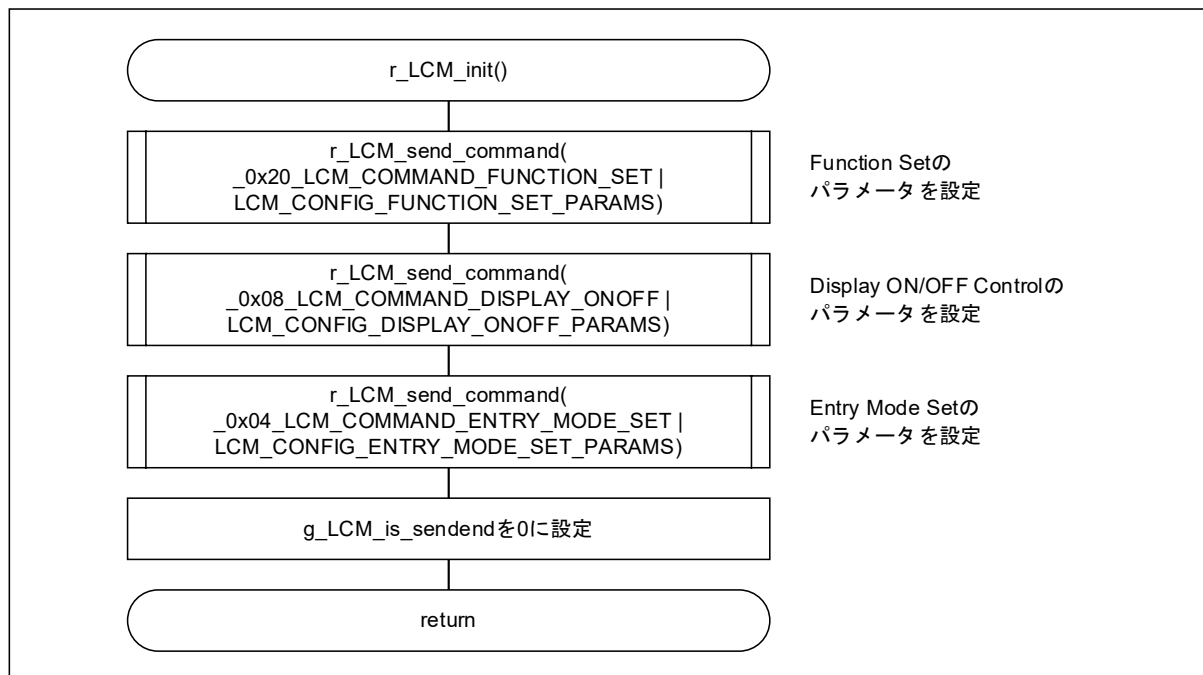 r_LCM_init()
r_LCM_send_command(
_0x20_LCM_COMMAND_FUNCTION_SET |
LCM_CONFIG_FUNCTION_SET_PARAMS)
Function Setの
パラメータを設定
r_LCM_send_command(
_0x08_LCM_COMMAND_DISPLAY_ONOFF |
LCM_CONFIG_DISPLAY_ONOFF_PARAMS)
Display ON/OFF Controlの
パラメータを設定
r_LCM_send_command(
_0x04_LCM_COMMAND_ENTRY_MODE_SET |
LCM_CONFIG_ENTRY_MODE_SET_PARAMS)
Entry Mode Setの
パラメータを設定
g_LCM_is_sendendを0に設定
return